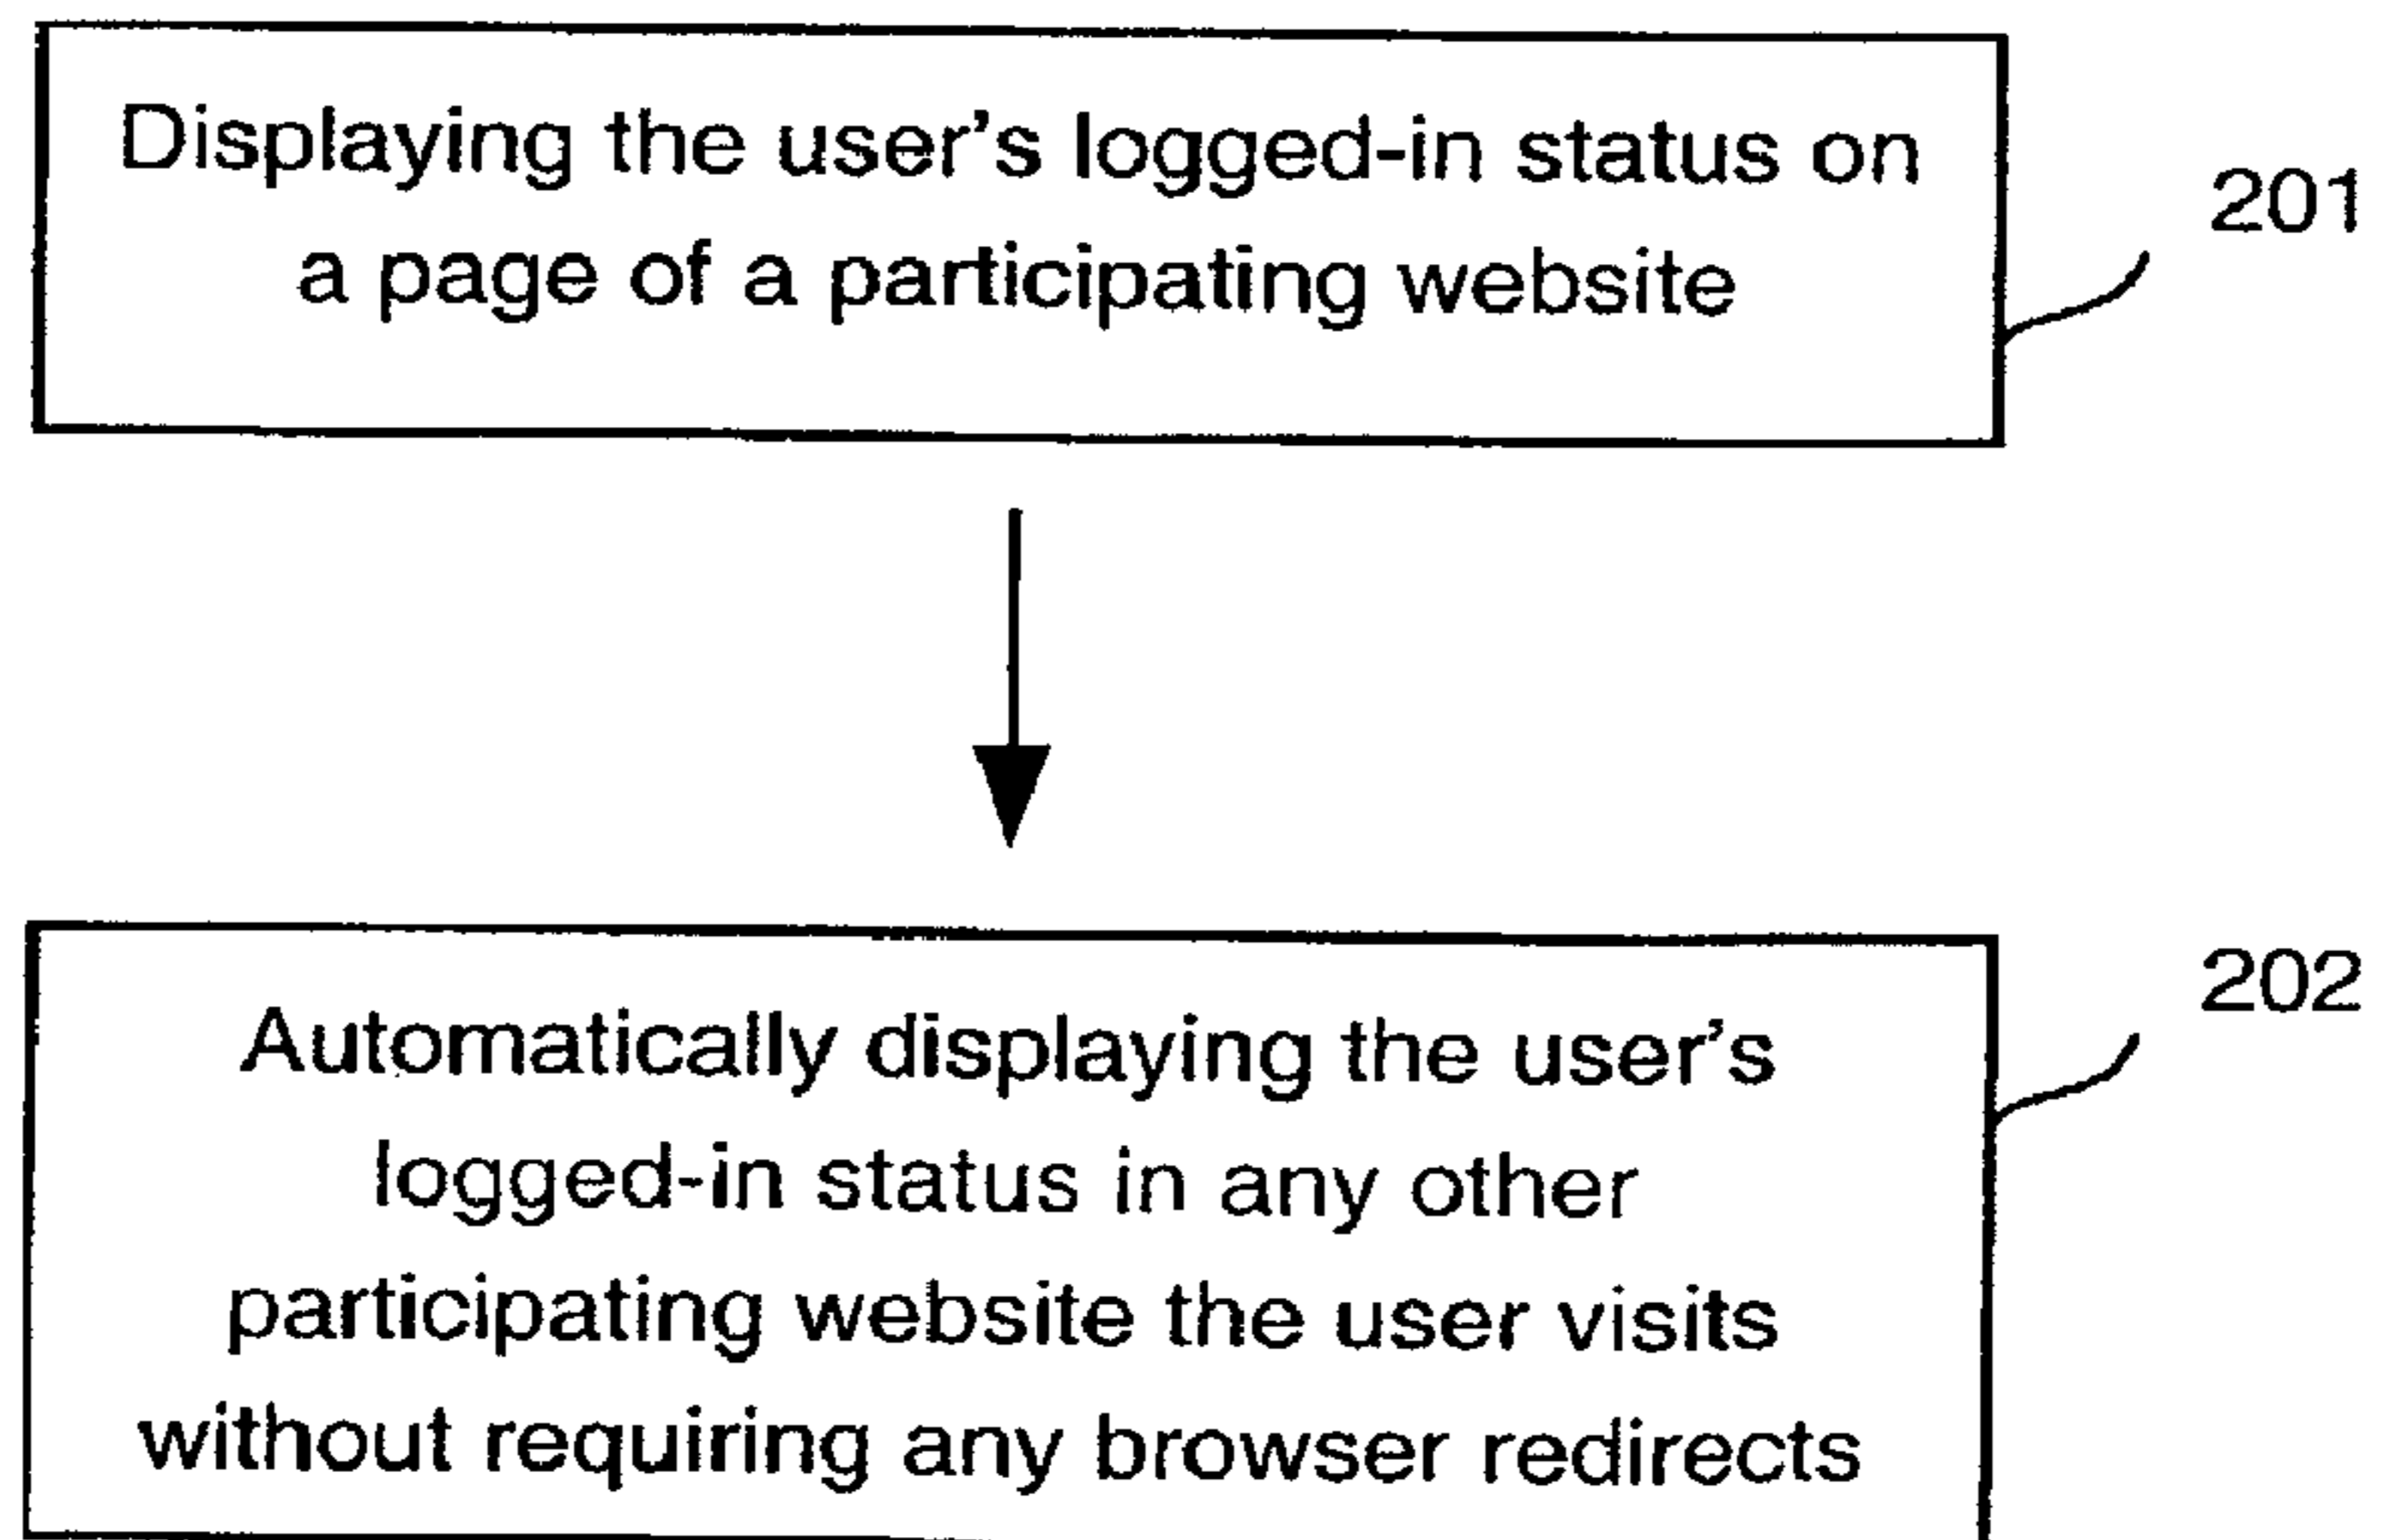 Displaying the user's logged-in status on
a page of a participating website
201
202
Automatically displaying the user's
logged-in status in any other
participating website the user visits
without requiring any browser redirects